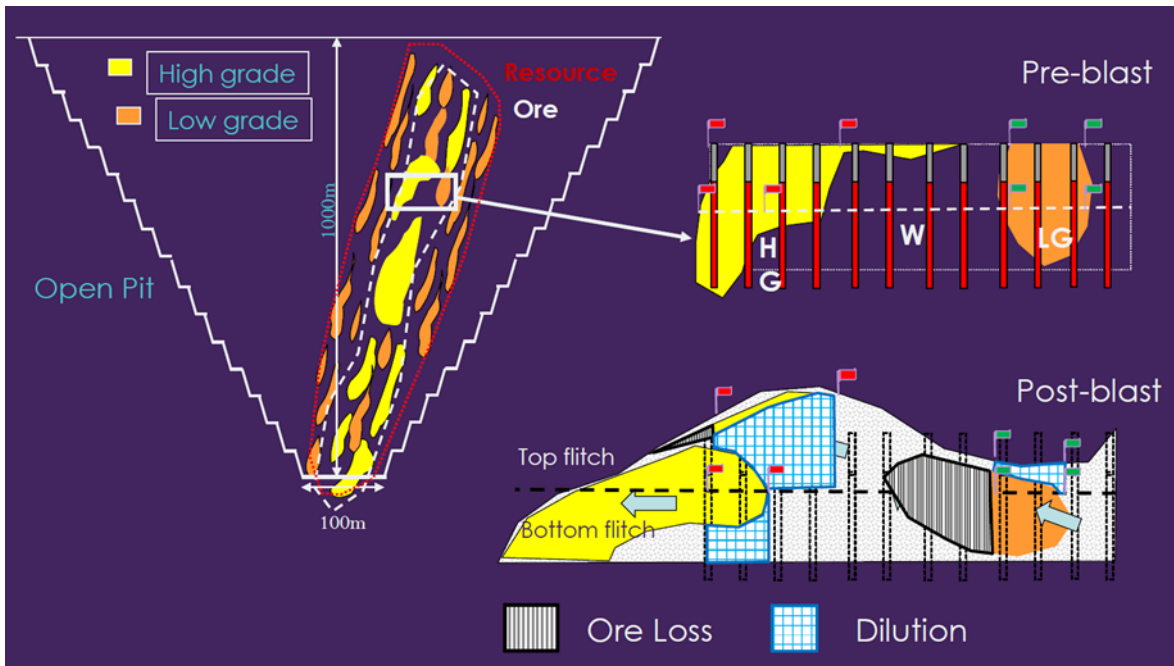 High grade
Low grade
Resource
Ore
1000m
Open Pit
100m
Pre-blast
H
G
W
LG
Post-blast
Top flitch
Bottom flitch
Ore Loss
Dilution